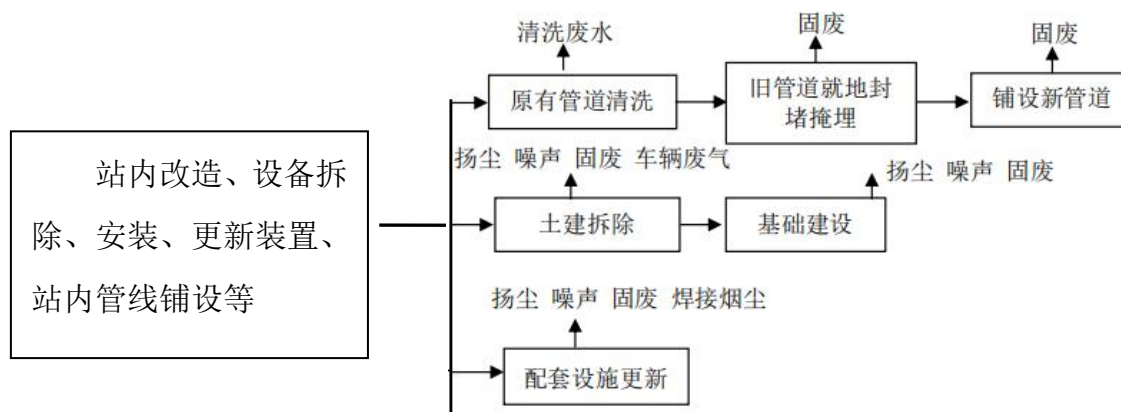 清洗废水
固废
固废
原有管道清洗
旧管道就地封
堵掩埋
铺设新管道
站内改造、设备拆
除、安装、更新装置、
站内管线铺设等
扬尘 噪声 固废 车辆废气
扬尘 噪声 固废
土建拆除
基础建设
扬尘 噪声 固废 焊接烟尘
配套设施更新